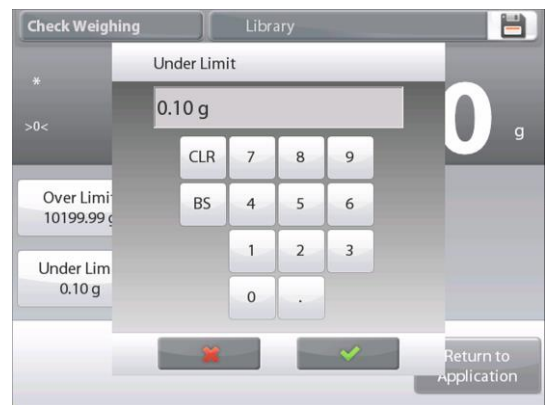 Check Weighing
Library
Under Limit
*
0.10 g
>0<
0 g
CLR 7 8 9
Over Limi
10199.99 g
BS 4 5 6
1 2 3
Under Lim
0.10 g
0 .
Return to
Application